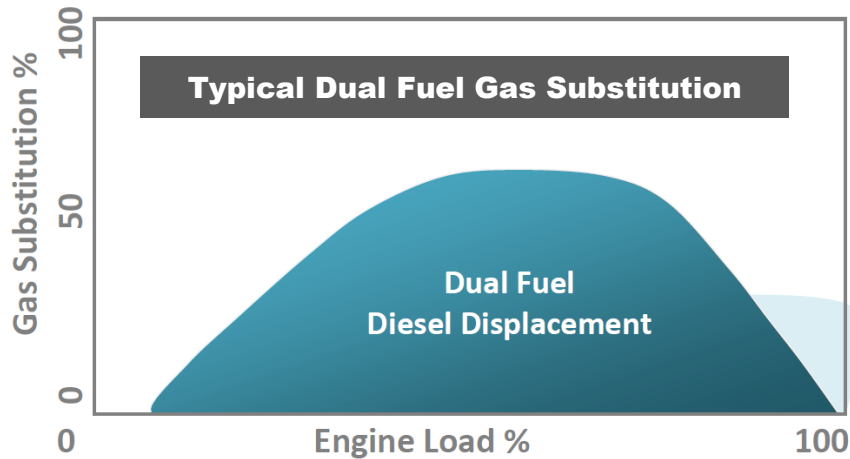 100
Typical Dual Fuel Gas Substitution
Gas Substitution %
50
Dual Fuel
Diesel Displacement
0
0
Engine Load %
100